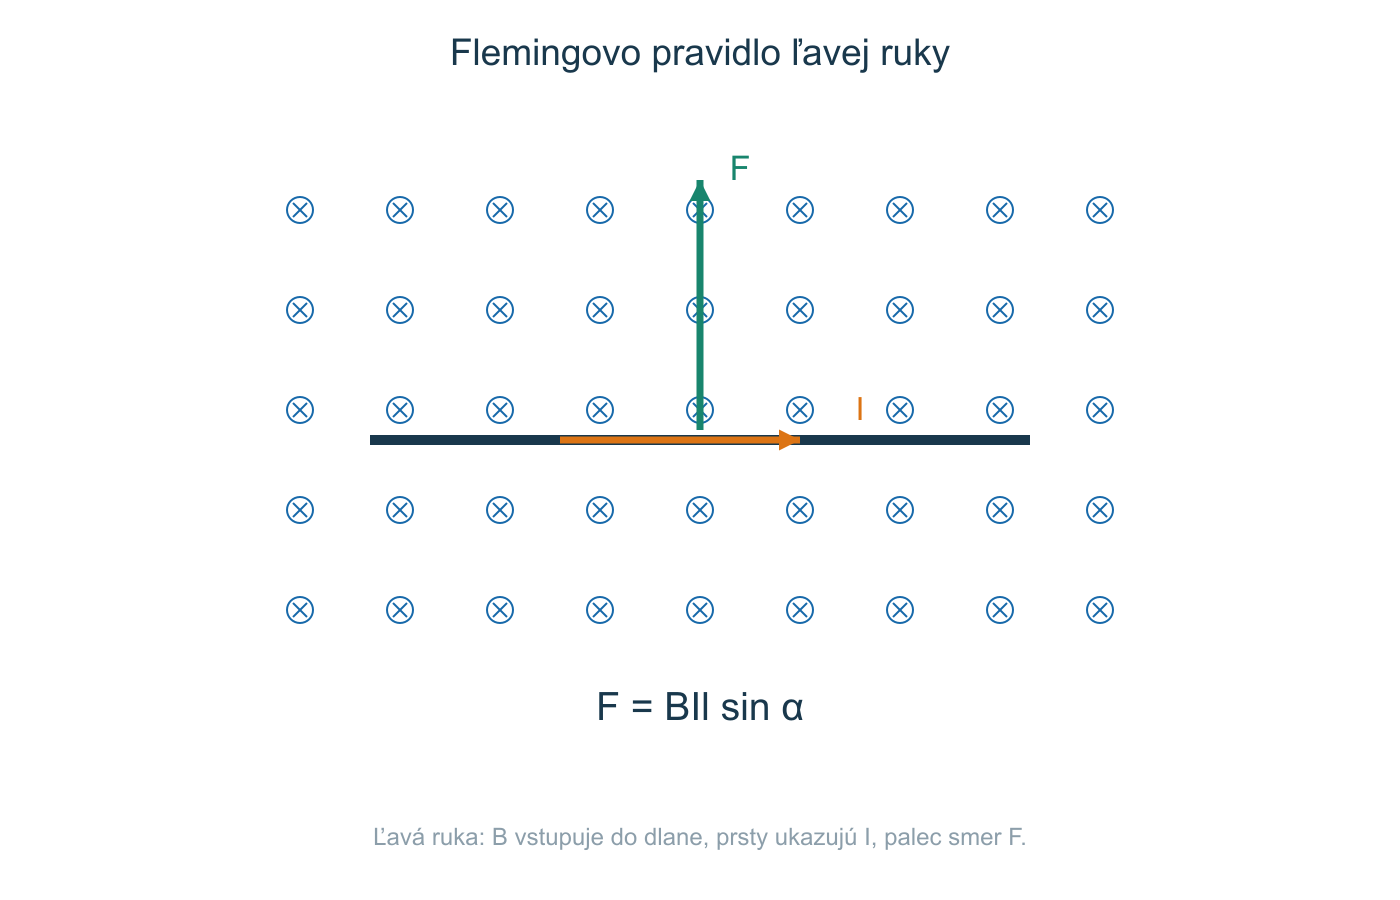 Flemingovo pravidlo ľavej ruky
F
I
F = BIl sin α
Ľavá ruka: B vstupuje do dlane, prsty ukazujú I, palec smer F.